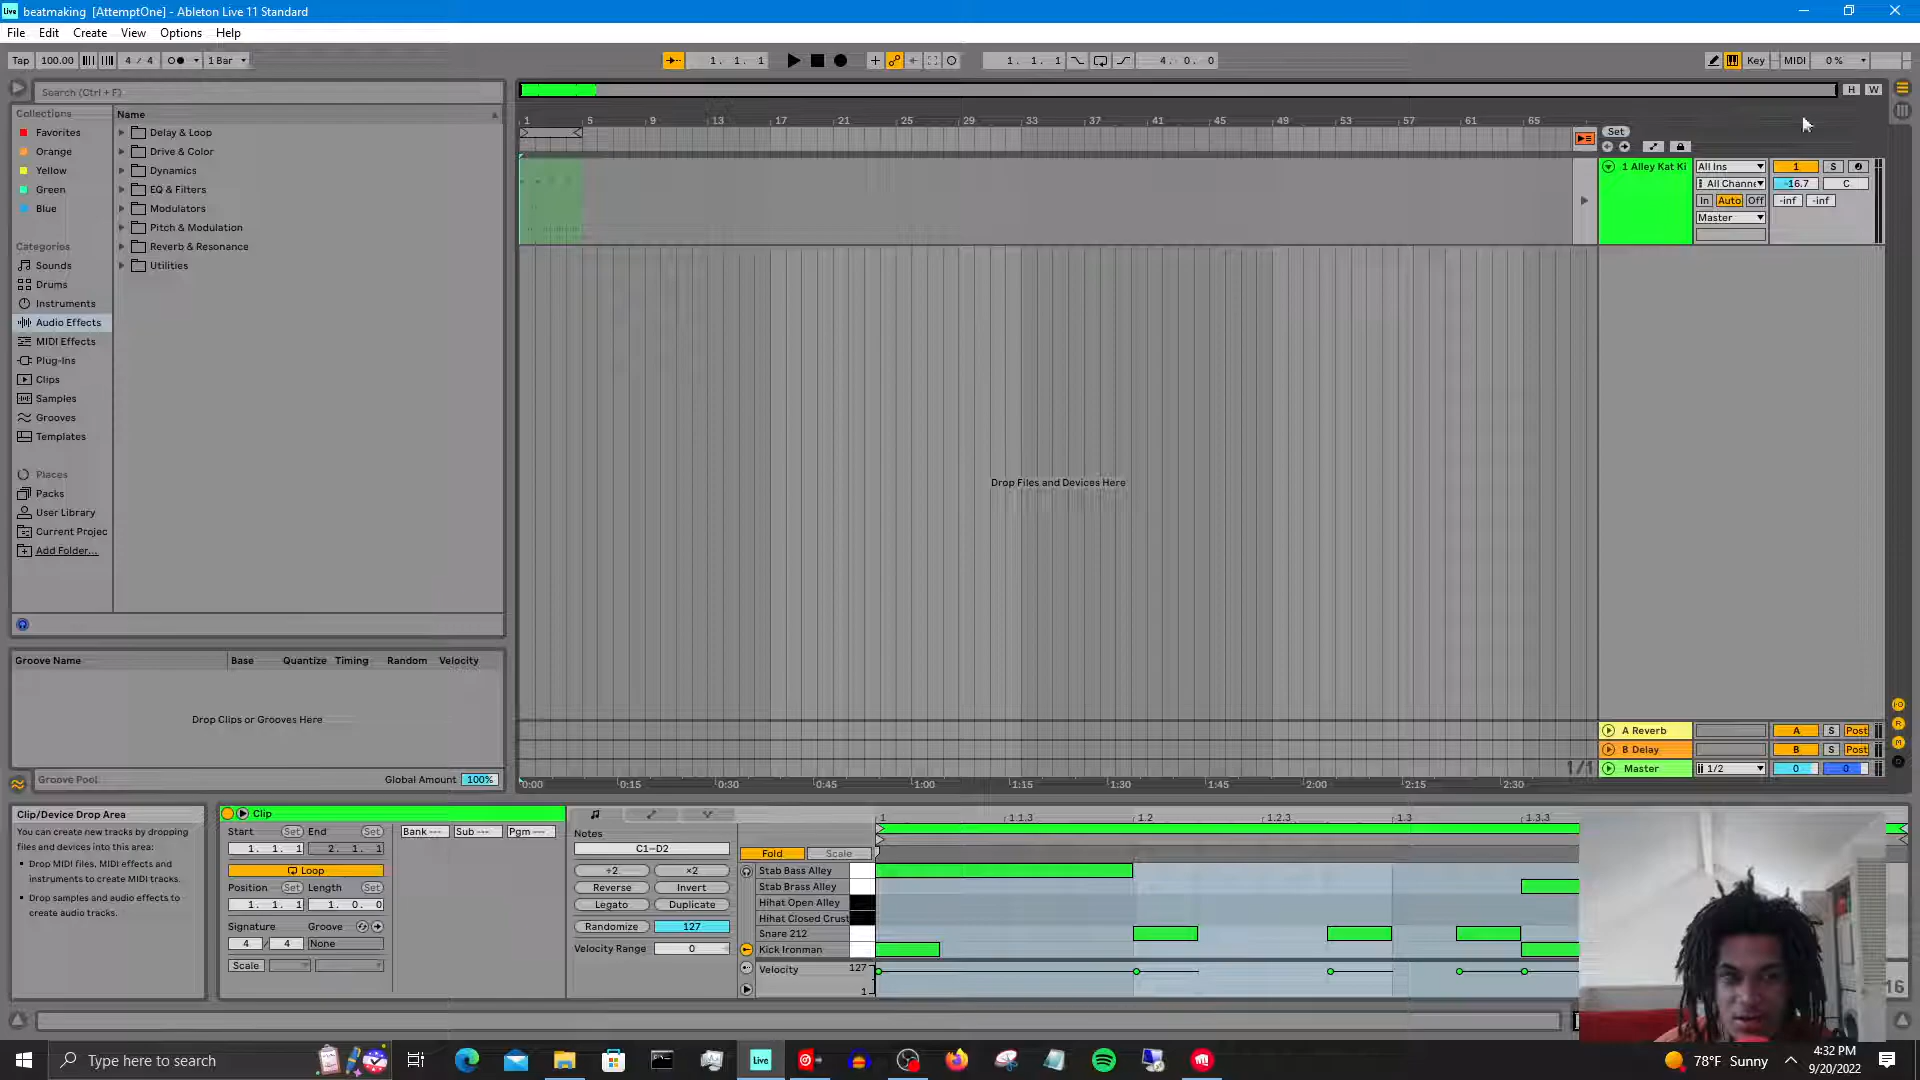 beatmaking [AttemptOne] - Ableton Live 11 Standard
File Edit Create View Options Help
Tap 100.00 4 / 4 1 Bar 1. 1. 1 1. 1. 1 4. 0. 0 Key MIDI 0 %
Search (Ctrl + F)
H W
Collections
Favorites
Orange
Yellow
Green
Blue
Categories
Sounds
Drums
Instruments
Audio Effects
MIDI Effects
Plug-Ins
Clips
Samples
Grooves
Templates
Places
Packs
User Library
Current Projec
Add Folder...
Name
Delay & Loop
Drive & Color
Dynamics
EQ & Filters
Modulators
Pitch & Modulation
Reverb & Resonance
Utilities
1 5 9 13 17 21 25 29 33 37 41 45 49 53 57 61 65
Set
1 Alley Kat Ki All Ins 1 S
All Channe -16.7 C
In Auto Off -inf -inf
Master
Drop Files and Devices Here
Groove Name Base Quantize Timing Random Velocity
Drop Clips or Grooves Here
Groove Pool Global Amount 100%
A Reverb A S Post
B Delay B S Post
1/1 Master 1/2 0 0
0:00 0:15 0:30 0:45 1:00 1:15 1:30 1:45 2:00 2:15 2:30
Clip/Device Drop Area
You can create new tracks by dropping
files and devices into this area:
Drop MIDI files, MIDI effects and
instruments to create MIDI tracks.
Drop samples and audio effects to
create audio tracks.
Clip
Start Set End Set
1. 1. 1 2. 1. 1
Loop
Position Set Length Set
1. 1. 1 1. 0. 0
Signature Groove
4 / 4 None
Scale
Bank --- Sub --- Pgm ---
Notes
C1-D2
÷2 ×2
Reverse Invert
Legato Duplicate
Randomize 127
Velocity Range 0
1 1.1.3 1.2 1.2.3 1.3 1.3.3
Fold Scale
Stab Bass Alley
Stab Brass Alley
Hihat Open Alley
Hihat Closed Crust
Snare 212
Kick Ironman
Velocity 127
1
16
Live
Type here to search
78°F Sunny
4:32 PM
9/20/2022